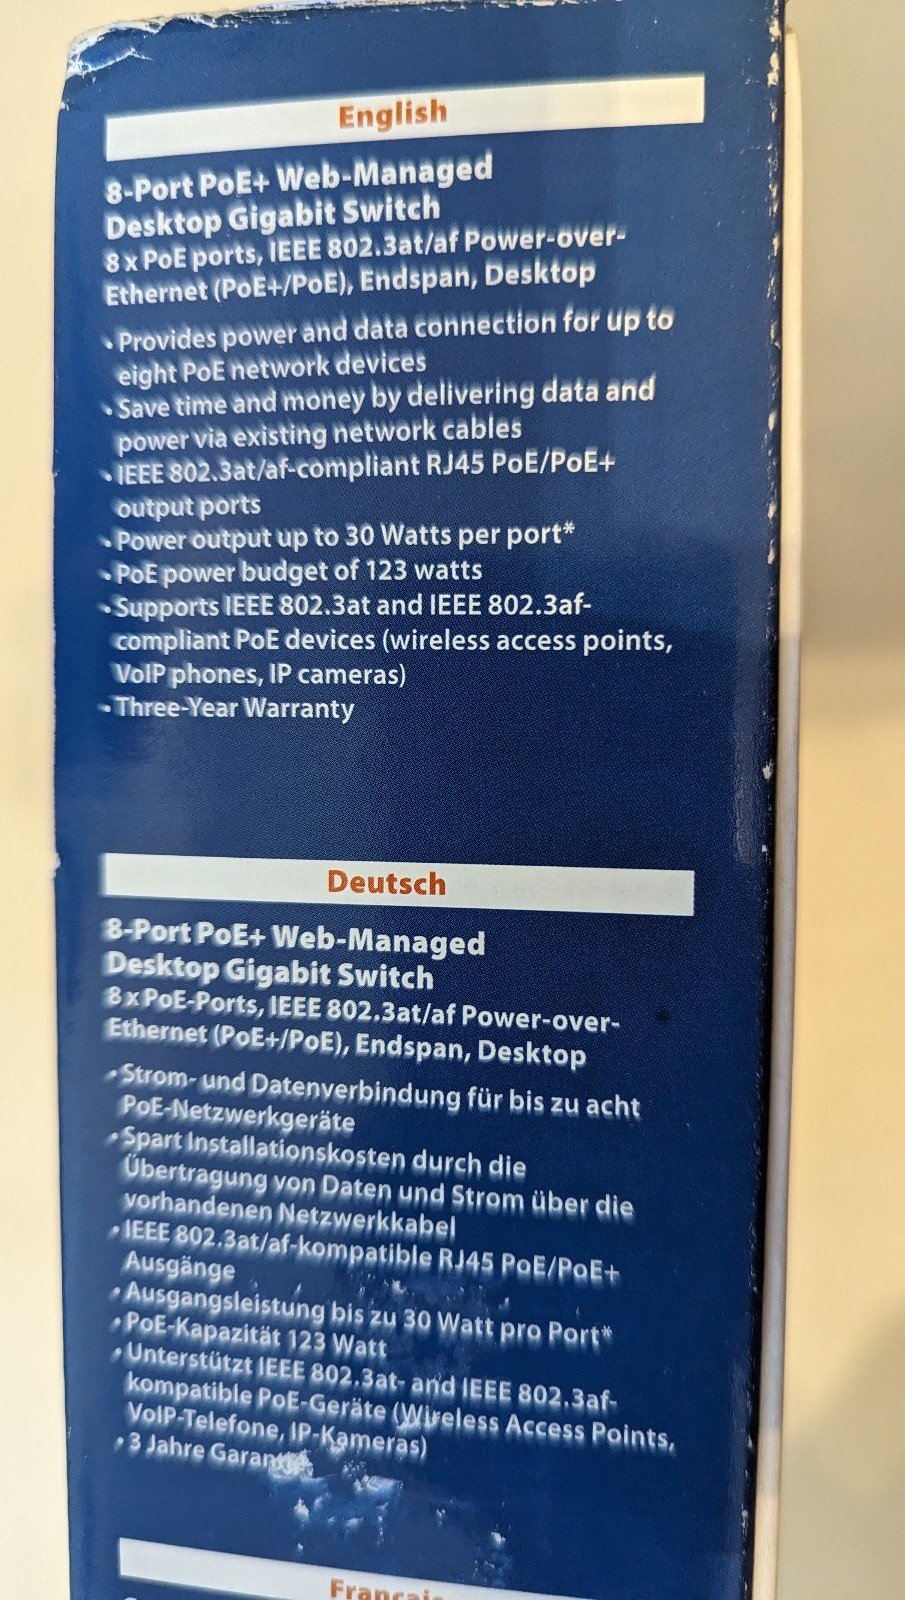 English
8-Port PoE+ Web-Managed
Desktop Gigabit Switch
8 x PoE ports, IEEE 802.3at/af Power-over-
Ethernet (PoE+/PoE), Endspan, Desktop
• Provides power and data connection for up to
eight PoE network devices
• Save time and money by delivering data and
power via existing network cables
• IEEE 802.3at/af-compliant RJ45 PoE/PoE+
output ports
• Power output up to 30 Watts per port*
• PoE power budget of 123 watts
• Supports IEEE 802.3at and IEEE 802.3af-
compliant PoE devices (wireless access points,
VoIP phones, IP cameras)
• Three-Year Warranty
Deutsch
8-Port PoE+ Web-Managed
Desktop Gigabit Switch
8 x PoE-Ports, IEEE 802.3at/af Power-over-
Ethernet (PoE+/PoE), Endspan, Desktop
• Strom- und Datenverbindung für bis zu acht
PoE-Netzwerkgeräte
• Spart Installationskosten durch die
Übertragung von Daten und Strom über die
vorhandenen Netzwerkkabel
• IEEE 802.3at/af-kompatible RJ45 PoE/PoE+
Ausgänge
• Ausgangsleistung bis zu 30 Watt pro Port*
• PoE-Kapazität 123 Watt
• Unterstützt IEEE 802.3at- and IEEE 802.3af-
kompatible PoE-Geräte (Wireless Access Points,
VoIP-Telefone, IP-Kameras)
• 3 Jahre Garantie
Français